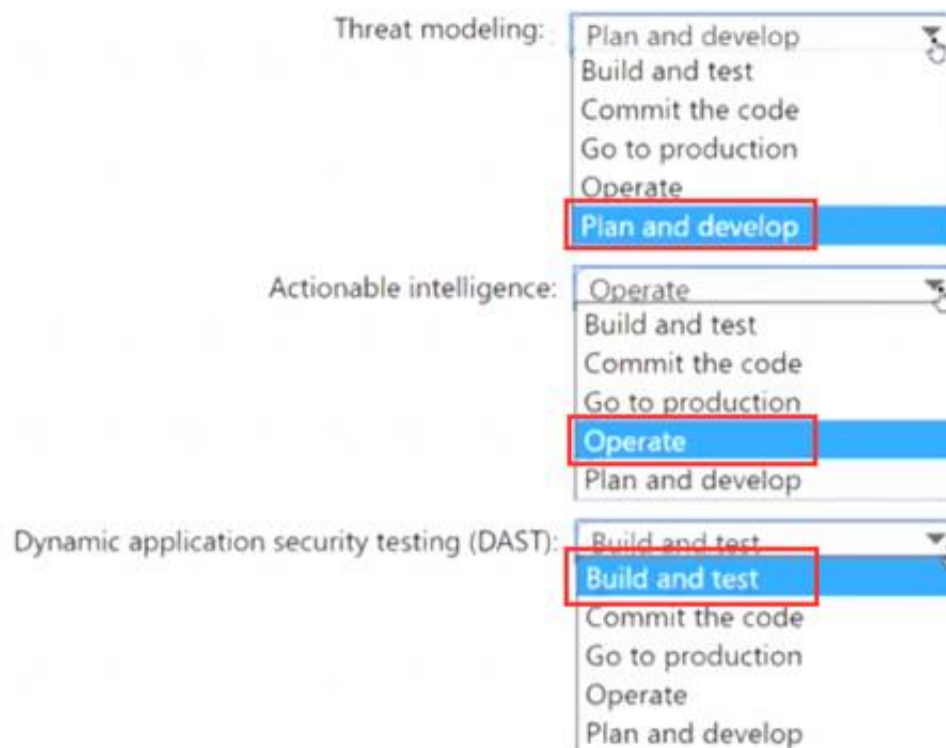 Threat modeling: Plan and develop
Build and test
Commit the code
Go to production
Operate
Plan and develop
Actionable intelligence: Operate
Build and test
Commit the code
Go to production
Operate
Plan and develop
Dynamic application security testing (DAST): Build and test
Build and test
Commit the code
Go to production
Operate
Plan and develop